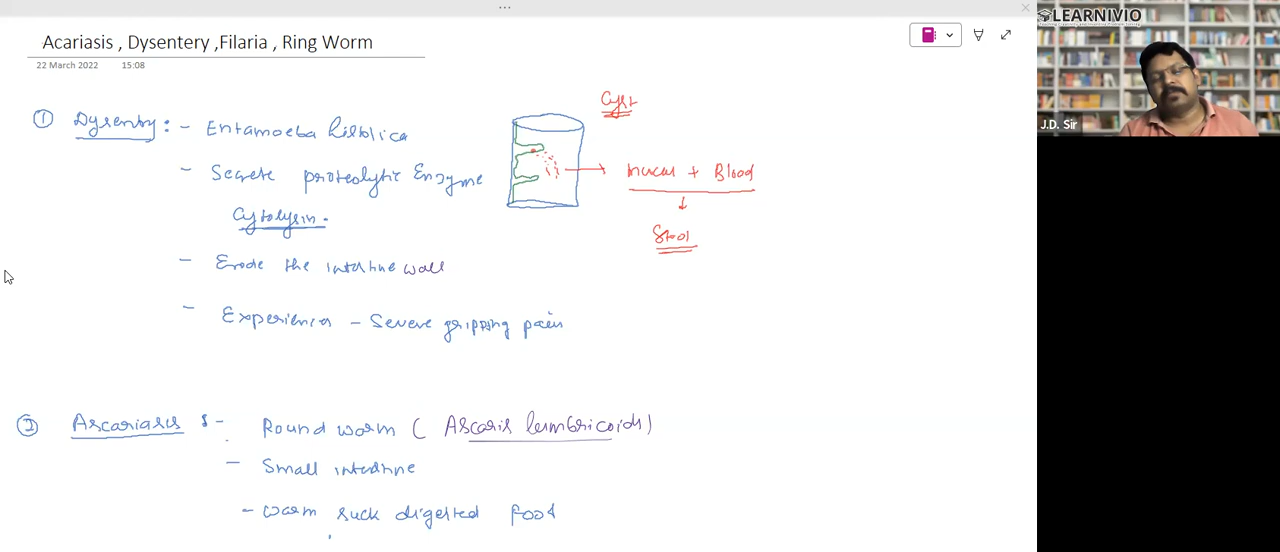 LEARNIVIO
Acariasis , Dysentery ,Filaria , Ring Worm
22 March 2022 15:08
J.D. Sir
① Dysentry : - Entamoeba histolica
- Secrete proteolytic Enzyme
Cytolysin.
- Erode the intestine wall
- Experiences - Severe gripping pain
Cyst
mucus + Blood
Stool
② Ascariasis :- Round worm ( Ascaris lumbricoids )
- Small intestine
- warm suck digested food